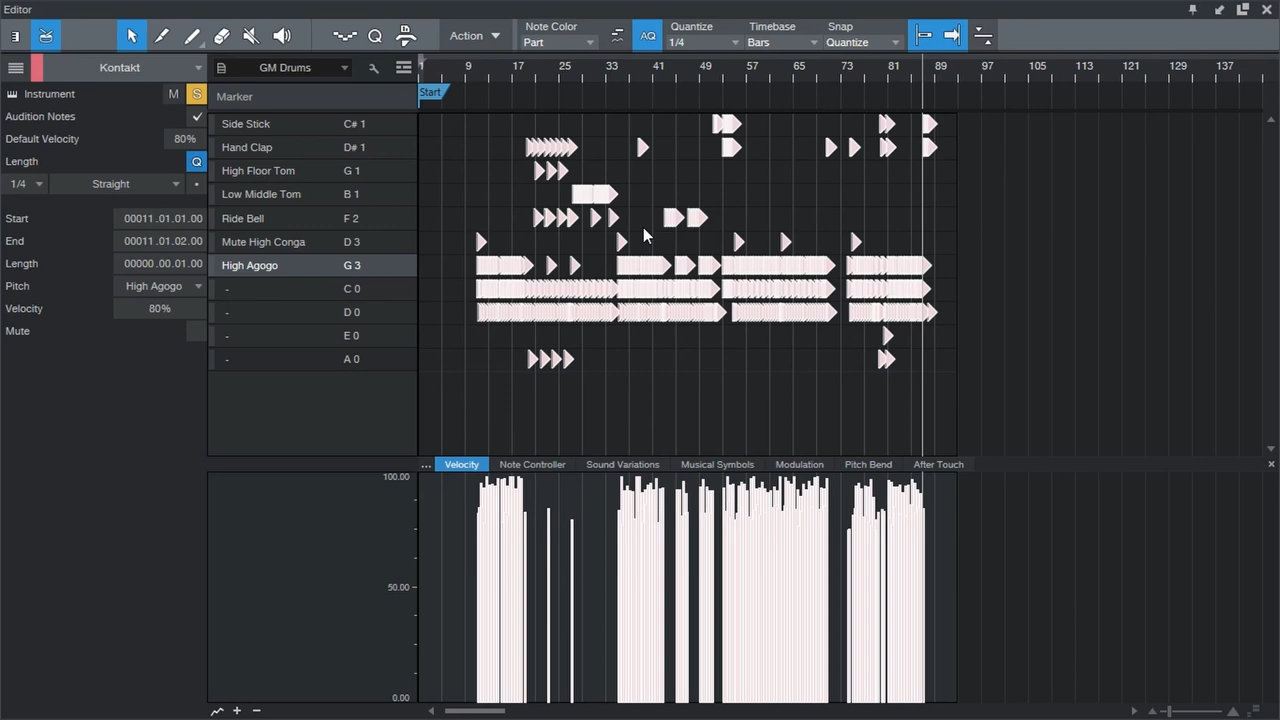 Editor
Action
Note Color
Part
AQ
Quantize
1/4
Timebase
Bars
Snap
Quantize
Kontakt
GM Drums
1 9 17 25 33 41 49 57 65 73 81 89 97 105 113 121 129 137
Instrument M S
Marker
Start
Audition Notes
Default Velocity 80%
Length Q
1/4 Straight
Start 00011.01.01.00
End 00011.01.02.00
Length 00000.00.01.00
Pitch High Agogo
Velocity 80%
Mute
Side Stick C# 1
Hand Clap D# 1
High Floor Tom G 1
Low Middle Tom B 1
Ride Bell F 2
Mute High Conga D 3
High Agogo G 3
- C 0
- D 0
- E 0
- A 0
... Velocity Note Controller Sound Variations Musical Symbols Modulation Pitch Bend After Touch
100.00
50.00
0.00